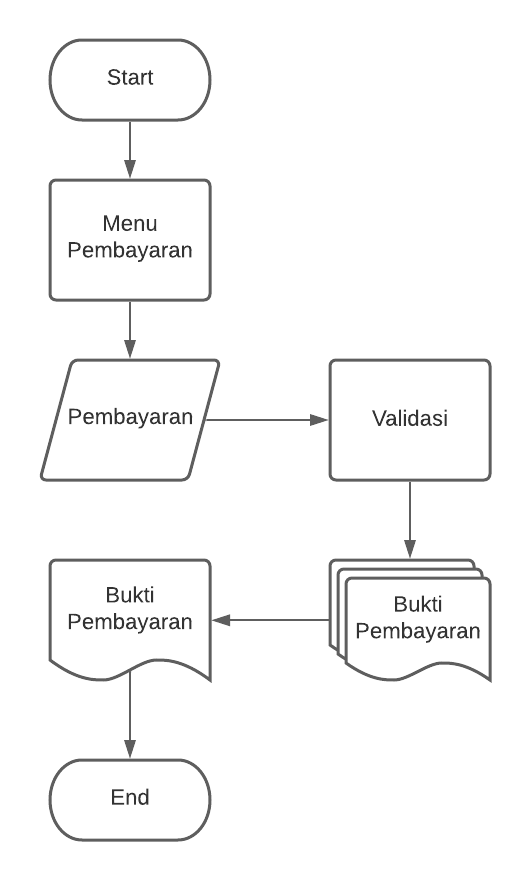 Start
Menu
Pembayaran
Pembayaran
Validasi
Bukti
Pembayaran
Bukti
Pembayaran
End